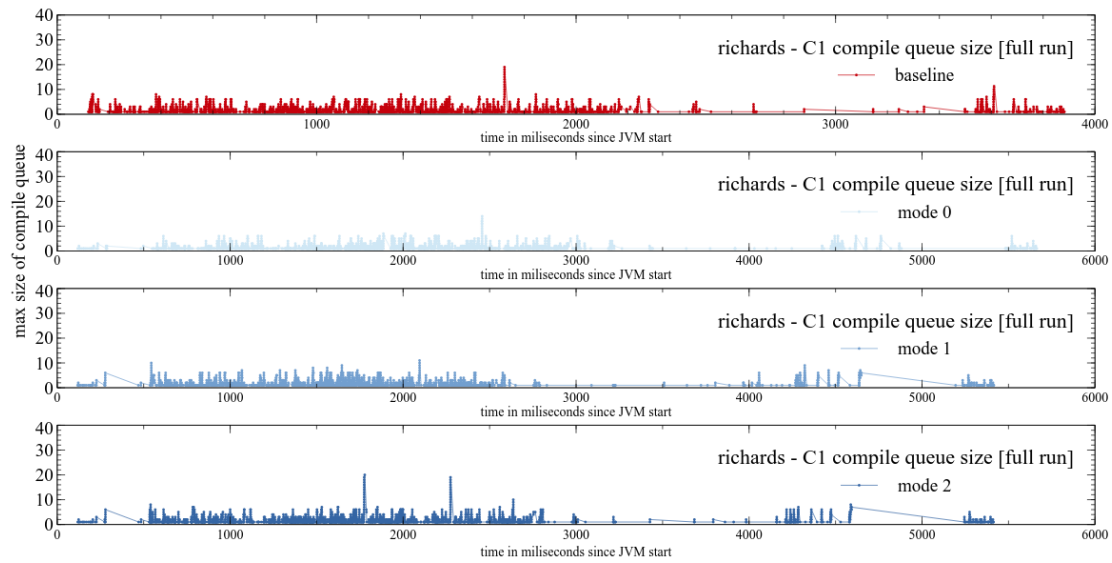 max size of compile queue
40
30
20
10
0
richards - C1 compile queue size [full run]
baseline
0 1000 2000 3000 4000
time in miliseconds since JVM start
40
30
20
10
0
richards - C1 compile queue size [full run]
mode 0
0 1000 2000 3000 4000 5000 6000
time in miliseconds since JVM start
40
30
20
10
0
richards - C1 compile queue size [full run]
mode 1
0 1000 2000 3000 4000 5000 6000
time in miliseconds since JVM start
40
30
20
10
0
richards - C1 compile queue size [full run]
mode 2
0 1000 2000 3000 4000 5000 6000
time in miliseconds since JVM start